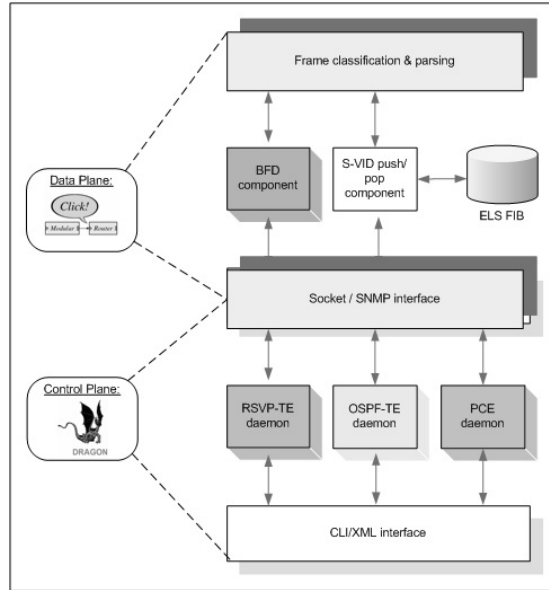 Frame classification & parsing
Data Plane:
Click!
Modular
Router
BFD
component
S-VID push/
pop
component
ELS FIB
Socket / SNMP interface
Control Plane:
DRAGON
RSVP-TE
daemon
OSPF-TE
daemon
PCE
daemon
CLI/XML interface